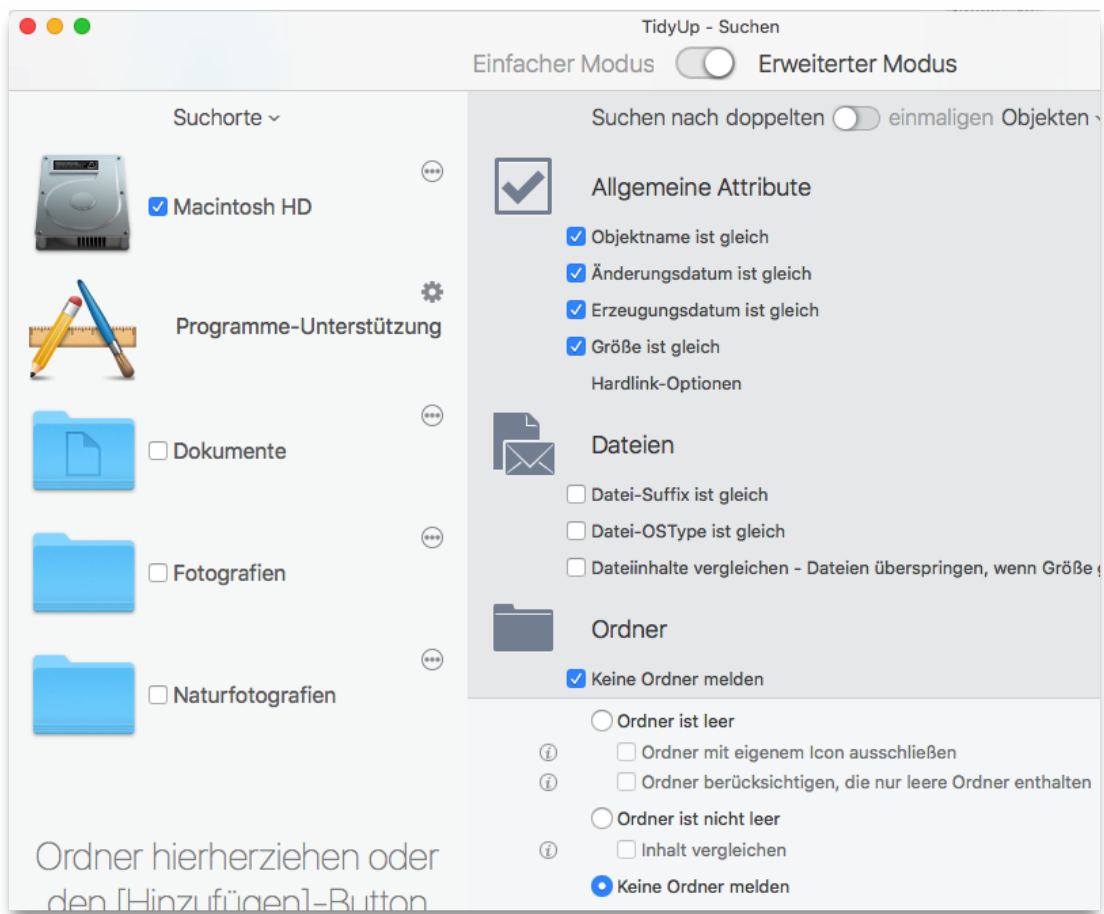 TidyUp - Suchen
Einfacher Modus Erweiterter Modus
Suchorte
Macintosh HD
Programme-Unterstützung
Dokumente
Fotografien
Naturfotografien
Ordner hierherziehen oder
den [Hinzufügen]-Button
Suchen nach doppelten einmaligen Objekten
Allgemeine Attribute
Objektname ist gleich
Änderungsdatum ist gleich
Erzeugungsdatum ist gleich
Größe ist gleich
Hardlink-Optionen
Dateien
Datei-Suffix ist gleich
Datei-OSType ist gleich
Dateiinhalte vergleichen - Dateien überspringen, wenn Größe
Ordner
Keine Ordner melden
Ordner ist leer
Ordner mit eigenem Icon ausschließen
Ordner berücksichtigen, die nur leere Ordner enthalten
Ordner ist nicht leer
Inhalt vergleichen
Keine Ordner melden